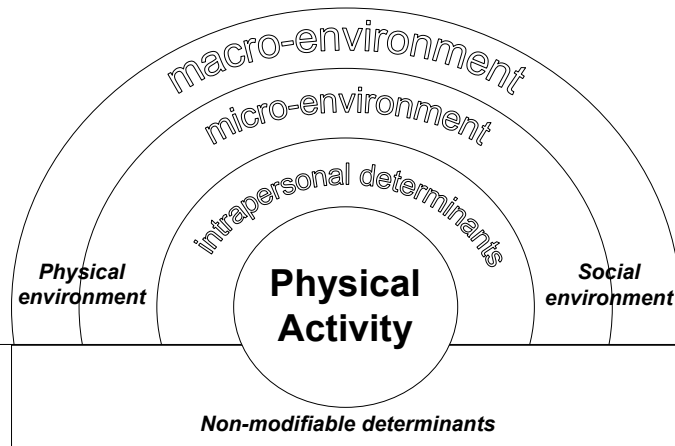 macro-environment
micro-environment
intrapersonal determinants
Physical
environment
Physical
Activity
Social
environment
Non-modifiable determinants